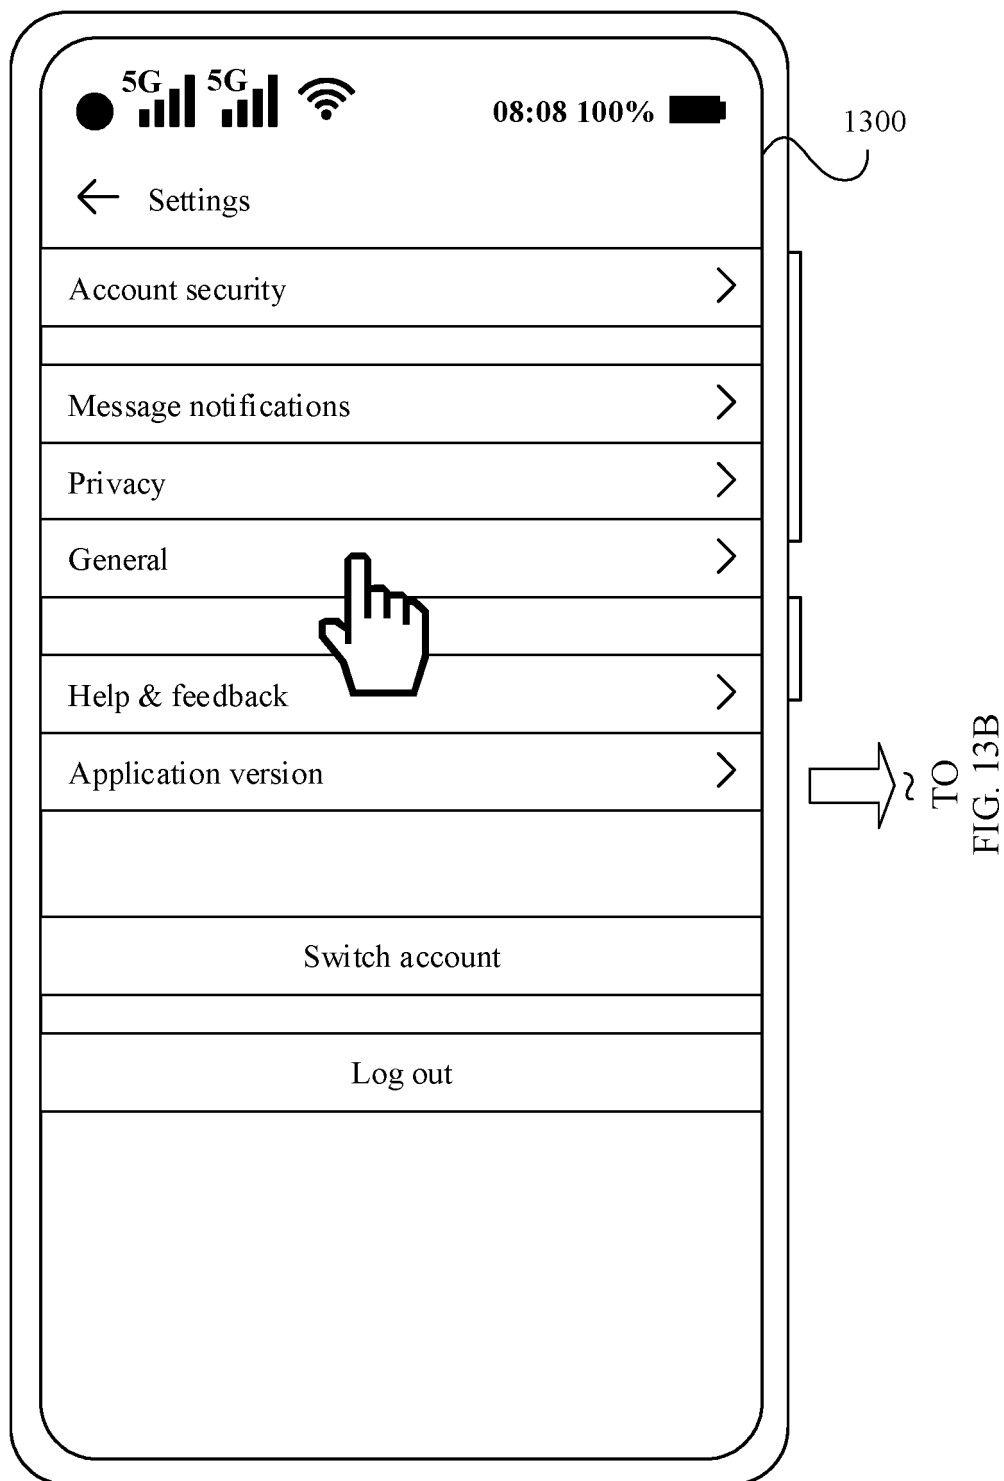 5G 5G
08:08 100%
1300
Settings
Account security
Message notifications
Privacy
General
Help & feedback
Application version
TO
FIG. 13B
Switch account
Log out